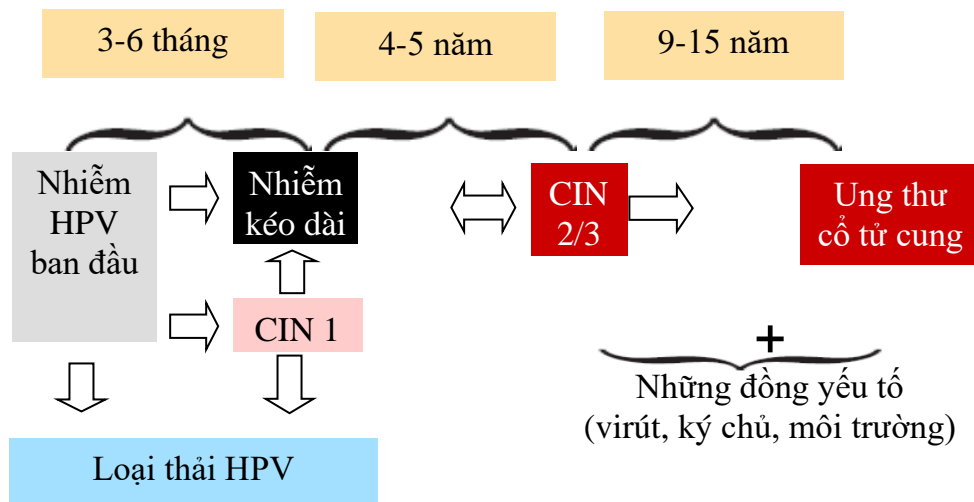 3-6 tháng
4-5 năm
9-15 năm
Nhiễm
HPV
ban đầu
Nhiễm
kéo dài
CIN
2/3
Ung thư
cổ tử cung
CIN 1
+
Những đồng yếu tố
(virút, ký chủ, môi trường)
Loại thải HPV